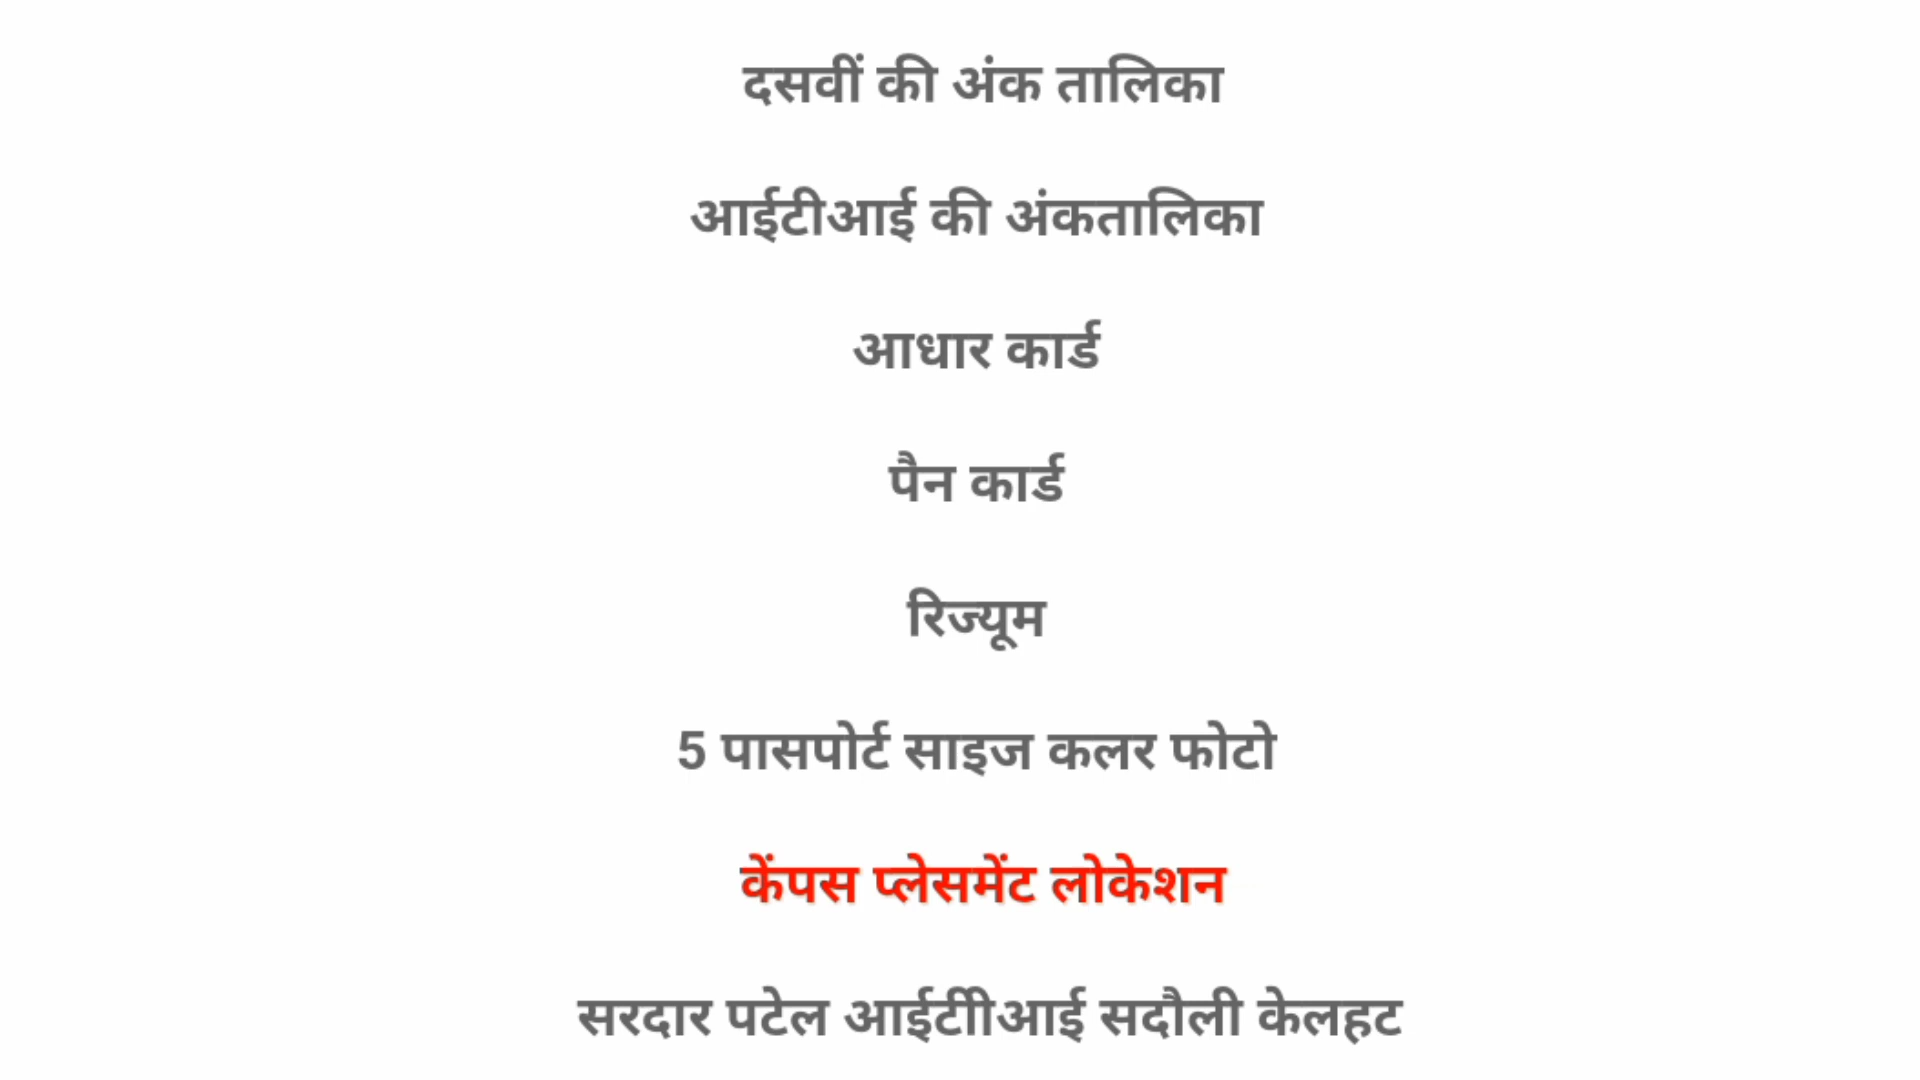 दसवीं की अंक तालिका
आईटीआई की अंकतालिका
आधार कार्ड
पैन कार्ड
रिज्यूम
5 पासपोर्ट साइज कलर फोटो
केंपस प्लेसमेंट लोकेशन
सरदार पटेल आईटीीआई सदौली केलहट